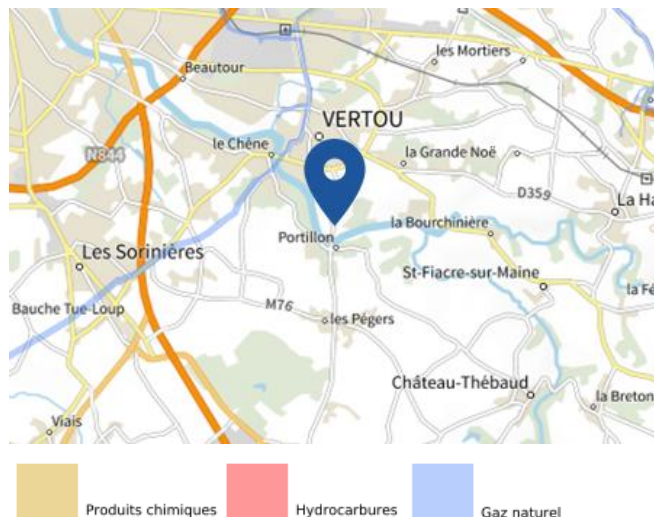 les Mortiers
Beautour
VERTOU
le Chêne
la Grande Noë
N844
D359
La Ha
la Bourchinière
Portillon
Les Sorinières
St-Fiacre-sur-Maine
la Fé
Bauche Tue-Loup
M76
les Pégers
Château-Thébaud
la Breton
Viais
Produits chimiques
Hydrocarbures
Gaz naturel